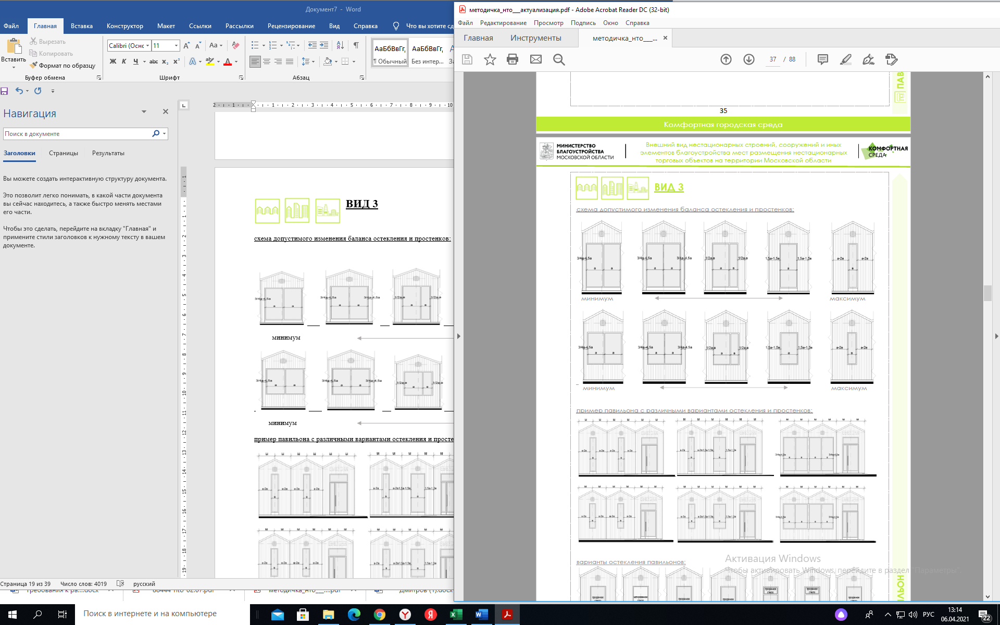 Документ7 - Word
Файл
Главная
Вставка
Конструктор
Макет
Ссылки
Рассылки
Рецензирование
Вид
Справка
Что вы хотите сд
Вставить
Вырезать
Копировать
Формат по образцу
Буфер обмена
Calibri (Оснс
11
Ж К Ч abc x₂ x²
Шрифт
Абзац
АаБбВвГг,
¶ Обычный
АаБбВвГг,
Без интер...
Навигация
Поиск в документе
Заголовки
Страницы
Результаты
Вы можете создать интерактивную структуру документа.
Это позволит легко понимать, в какой части документа
вы сейчас находитесь, а также быстро менять местами
его части.
Чтобы это сделать, перейдите на вкладку "Главная" и
примените стили заголовков к нужному тексту в вашем
документе.
ВИД 3
схема допустимого изменения баланса остекления и простенков:
минимум
минимум
пример павильона с различными вариантами остекления и просте
Страница 19 из 39
Число слов: 4019
русский
методичка_нто___актуализация.pdf - Adobe Acrobat Reader DC (32-bit)
Файл Редактирование Просмотр Подпись Окно Справка
Главная
Инструменты
методичка_нто___...
37 / 88
35
Комфортная городская среда
МИНИСТЕРСТВО
БЛАГОУСТРОЙСТВА
МОСКОВСКОЙ ОБЛАСТИ
Внешний вид нестационарных строений, сооружений и иных
элементов благоустройства мест размещения нестационарных
торговых объектов на территории Московской области
КОМФОРТНАЯ
СРЕДА
ВИД 3
схема допустимого изменения баланса остекления и простенков:
минимум
максимум
минимум
максимум
пример павильона с различными вариантами остекления и простенков:
варианты остекления павильонов:
Активация Windows
Чтобы активировать Windows, перейдите в раздел "Параметры".
Поиск в интернете и на компьютере
РУС
13:14
06.04.2021
22